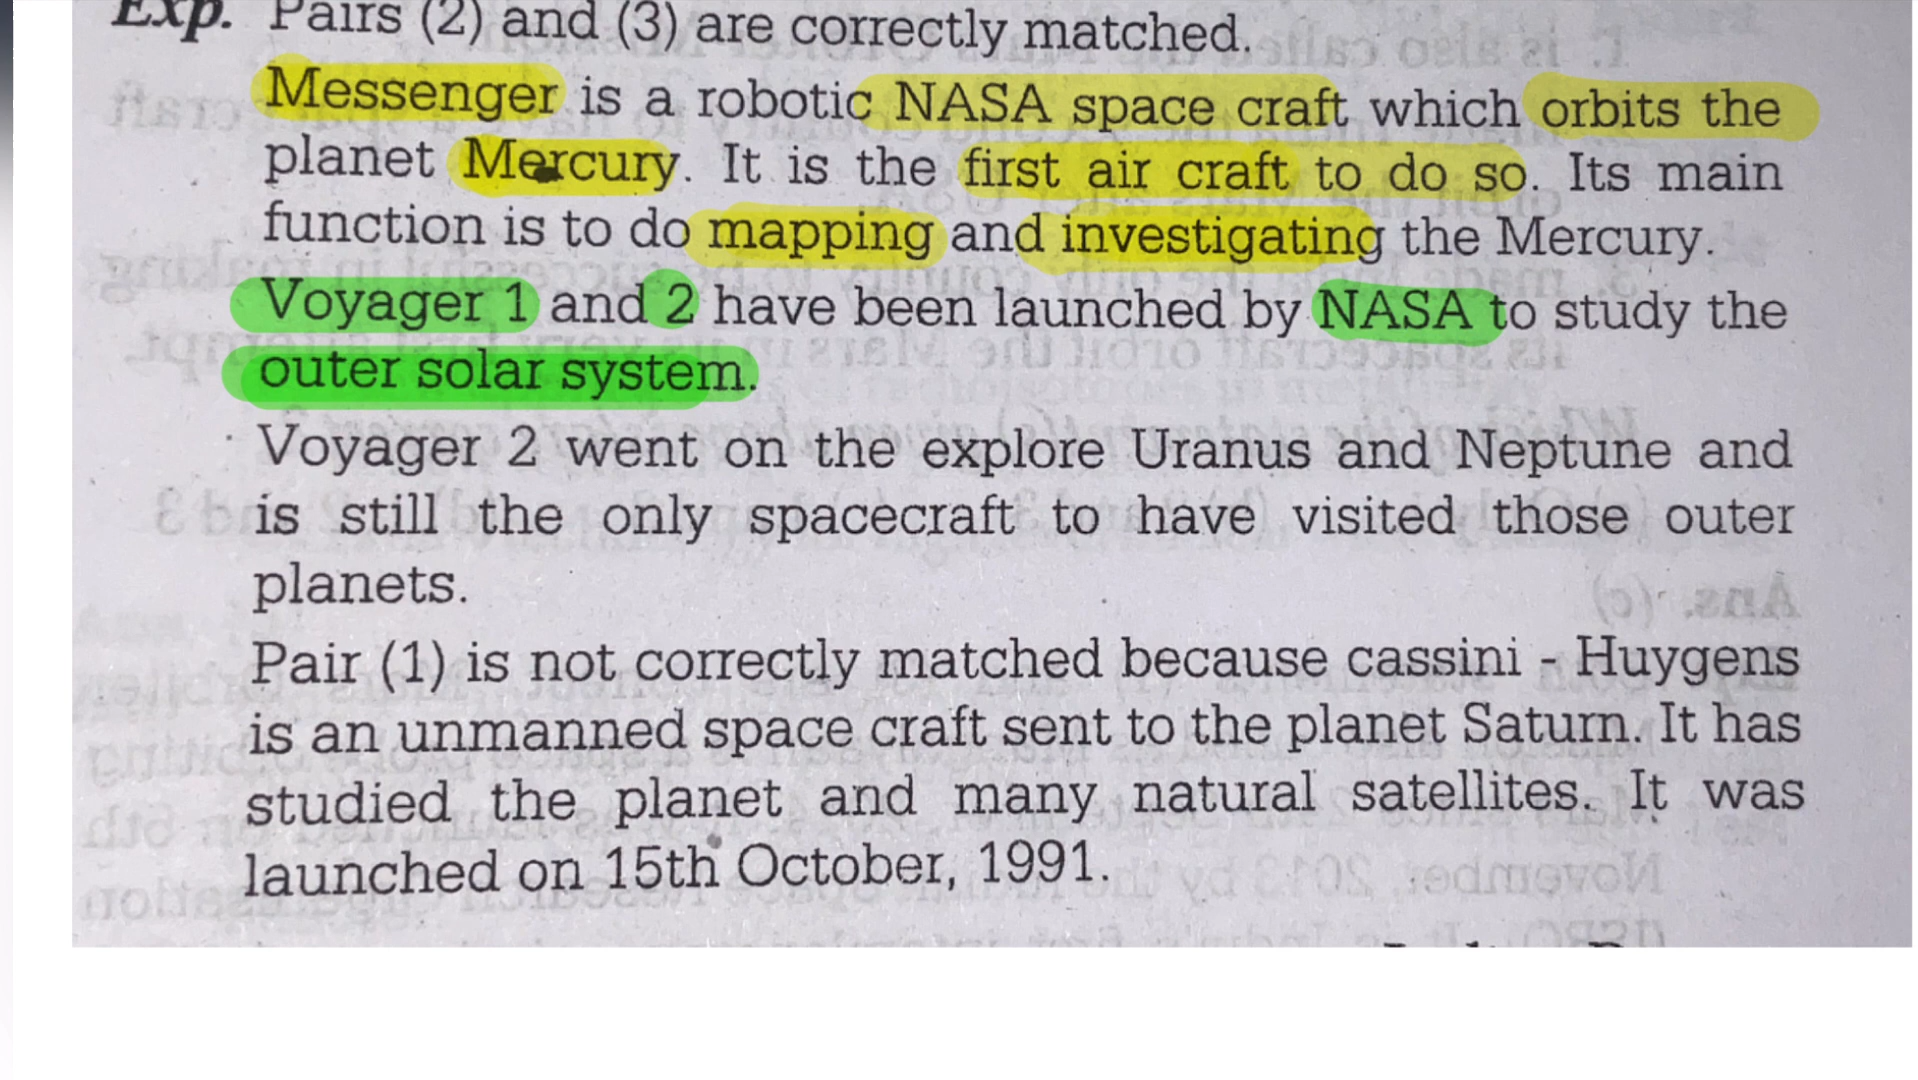 Exp. Pairs (2) and (3) are correctly matched.
Messenger is a robotic NASA space craft which orbits the
planet Mercury. It is the first air craft to do so. Its main
function is to do mapping and investigating the Mercury.
Voyager 1 and 2 have been launched by NASA to study the
outer solar system.
Voyager 2 went on the explore Uranus and Neptune and
is still the only spacecraft to have visited those outer
planets.
Pair (1) is not correctly matched because cassini - Huygens
is an unmanned space craft sent to the planet Saturn. It has
studied the planet and many natural satellites. It was
launched on 15th October, 1991.